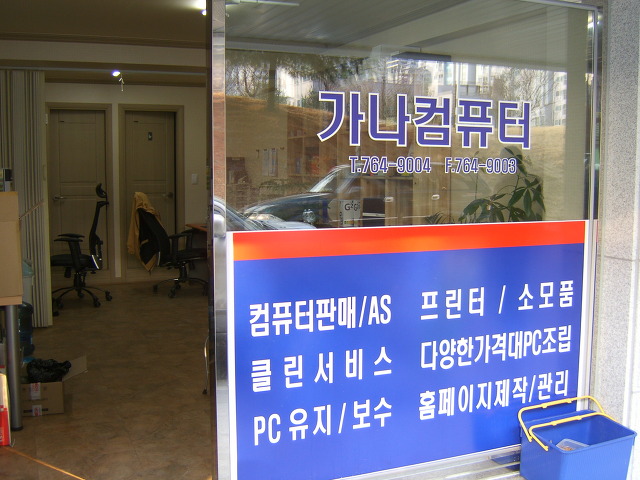 가나컴퓨터
T.764-9004 F.764-9003
컴퓨터판매/AS 프린터 / 소모품
클린서비스 다양한가격대PC조립
PC유지/보수 홈페이지제작/관리